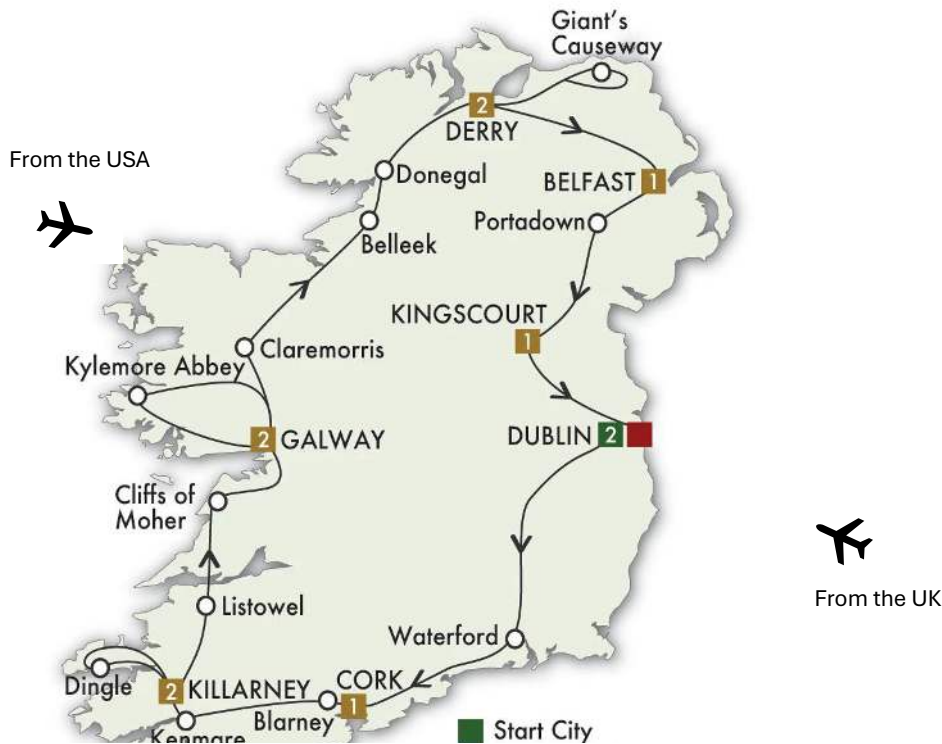 Giant's
Causeway
2
DERRY
From the USA
Donegal
BELFAST 1
Portadown
Belleek
KINGSCOURT
1
Claremorris
Kylemore Abbey
2 GALWAY
DUBLIN 2
Cliffs of
Moher
From the UK
Listowel
Waterford
Dingle
2 KILLARNEY
CORK
1
Blarney
Kenmare
Start City